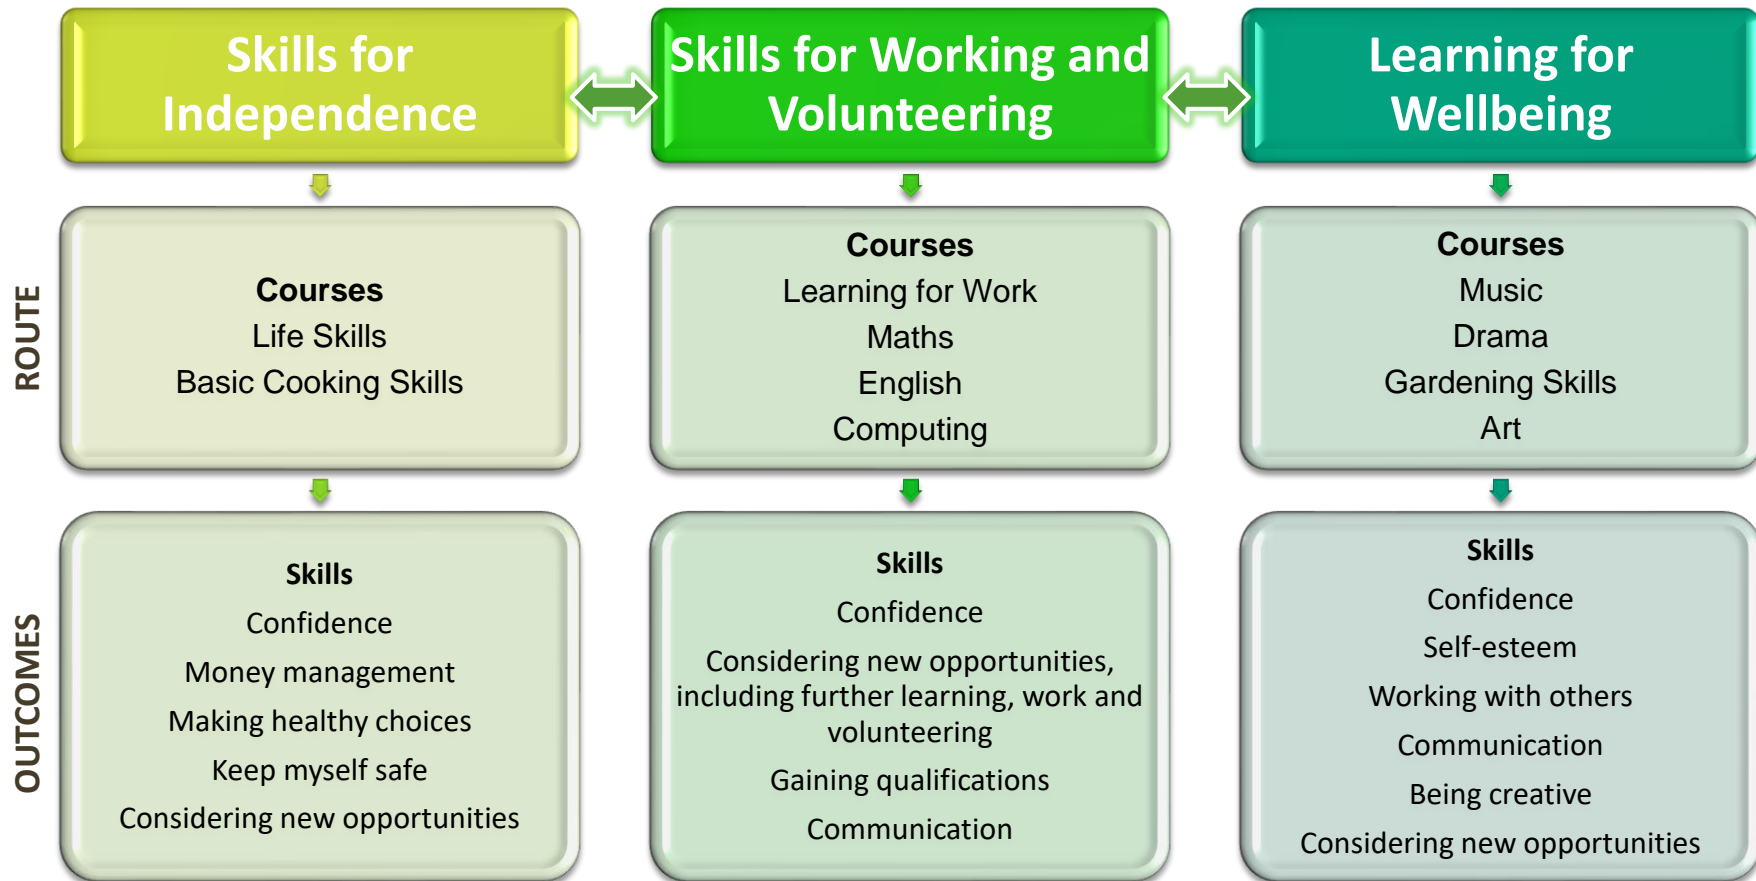 Skills for
Independence
Skills for Working and
Volunteering
Learning for
Wellbeing
ROUTE
Courses
Life Skills
Basic Cooking Skills
Courses
Learning for Work
Maths
English
Computing
Courses
Music
Drama
Gardening Skills
Art
OUTCOMES
Skills
Confidence
Money management
Making healthy choices
Keep myself safe
Considering new opportunities
Skills
Confidence
Considering new opportunities,
including further learning, work and
volunteering
Gaining qualifications
Communication
Skills
Confidence
Self-esteem
Working with others
Communication
Being creative
Considering new opportunities